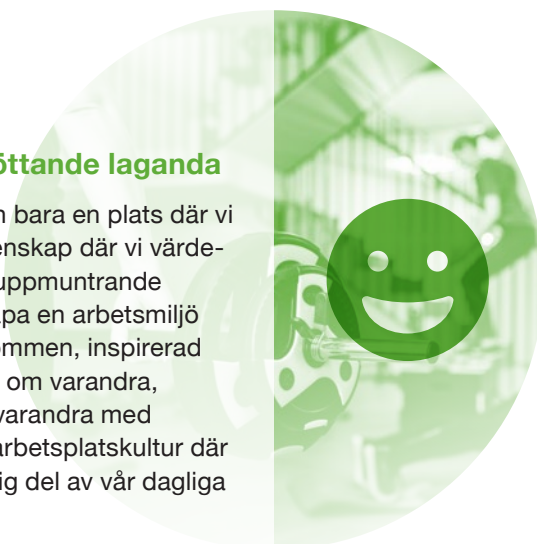 öttande laganda
n bara en plats där vi
enskap där vi värde-
uppmuntrande
apa en arbetsmiljö
ommen, inspirerad
om varandra,
varandra med
arbetsplatskultur där
ig del av vår dagliga